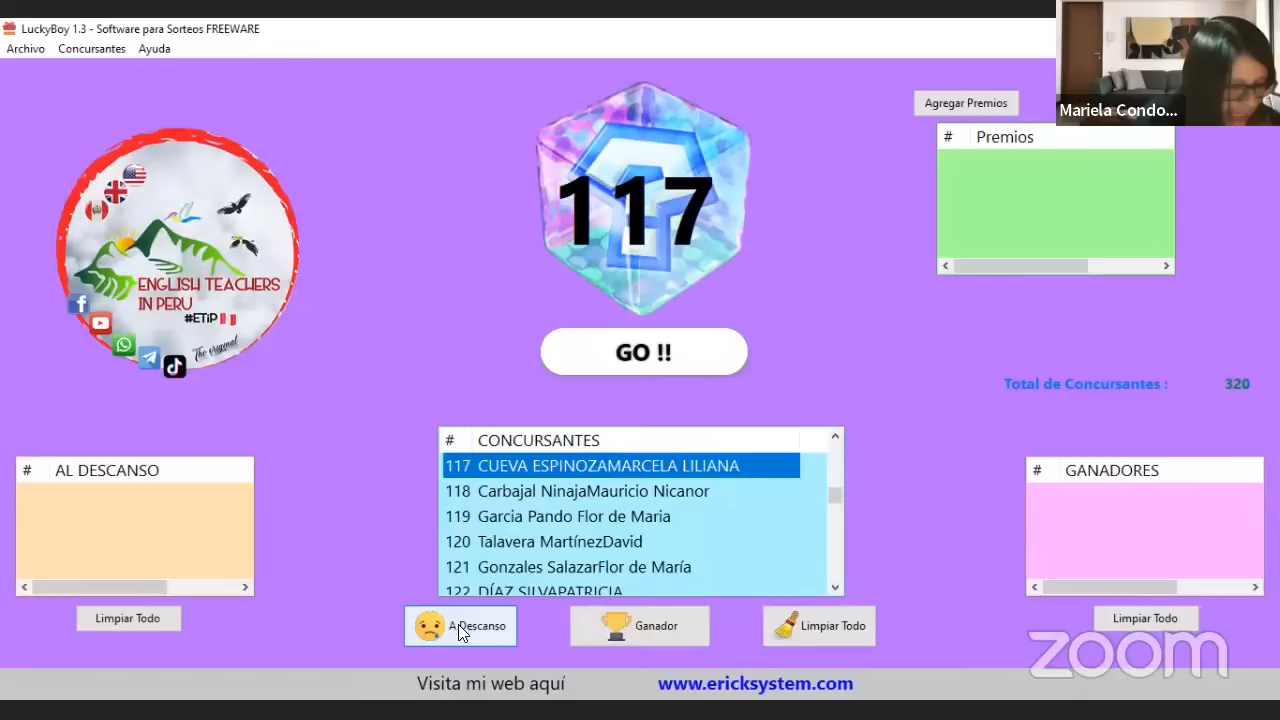 LuckyBoy 1.3 - Software para Sorteos FREEWARE
Archivo Concursantes Ayuda
Mariela Condo...
Agregar Premios
# Premios
117
ENGLISH TEACHERS
IN PERU
#ETiP
The original
GO !!
Total de Concursantes : 320
# CONCURSANTES
117 CUEVA ESPINOZAMARCELA LILIANA
118 Carbajal NinajaMauricio Nicanor
119 Garcia Pando Flor de Maria
120 Talavera MartínezDavid
121 Gonzales SalazarFlor de María
122 DÍAZ SILVAPATRICIA
# AL DESCANSO
# GANADORES
Limpiar Todo
A Descanso
Ganador
Limpiar Todo
Limpiar Todo
zoom
Visita mi web aquí www.ericksystem.com